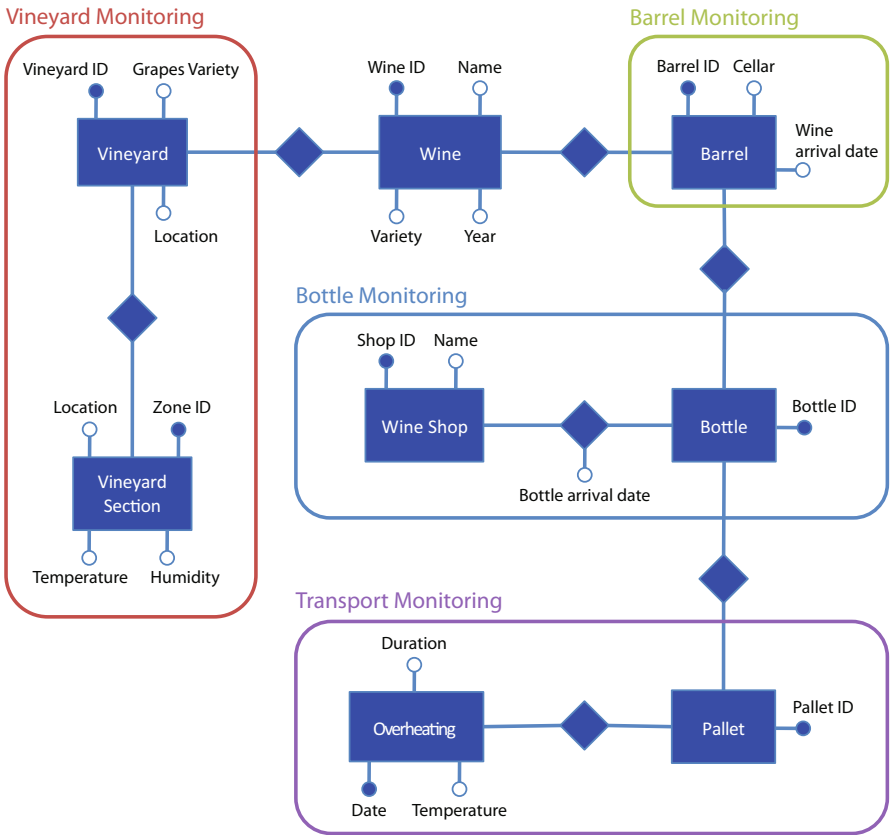 Vineyard Monitoring
Barrel Monitoring
Vineyard ID
Grapes Variety
Wine ID
Name
Barrel ID
Cellar
Vineyard
Wine
Barrel
Wine
arrival date
Location
Variety
Year
Bottle Monitoring
Shop ID
Name
Location
Zone ID
Bottle ID
Wine Shop
Bottle
Vineyard
Section
Bottle arrival date
Temperature
Humidity
Transport Monitoring
Duration
Pallet ID
Overheating
Pallet
Date
Temperature